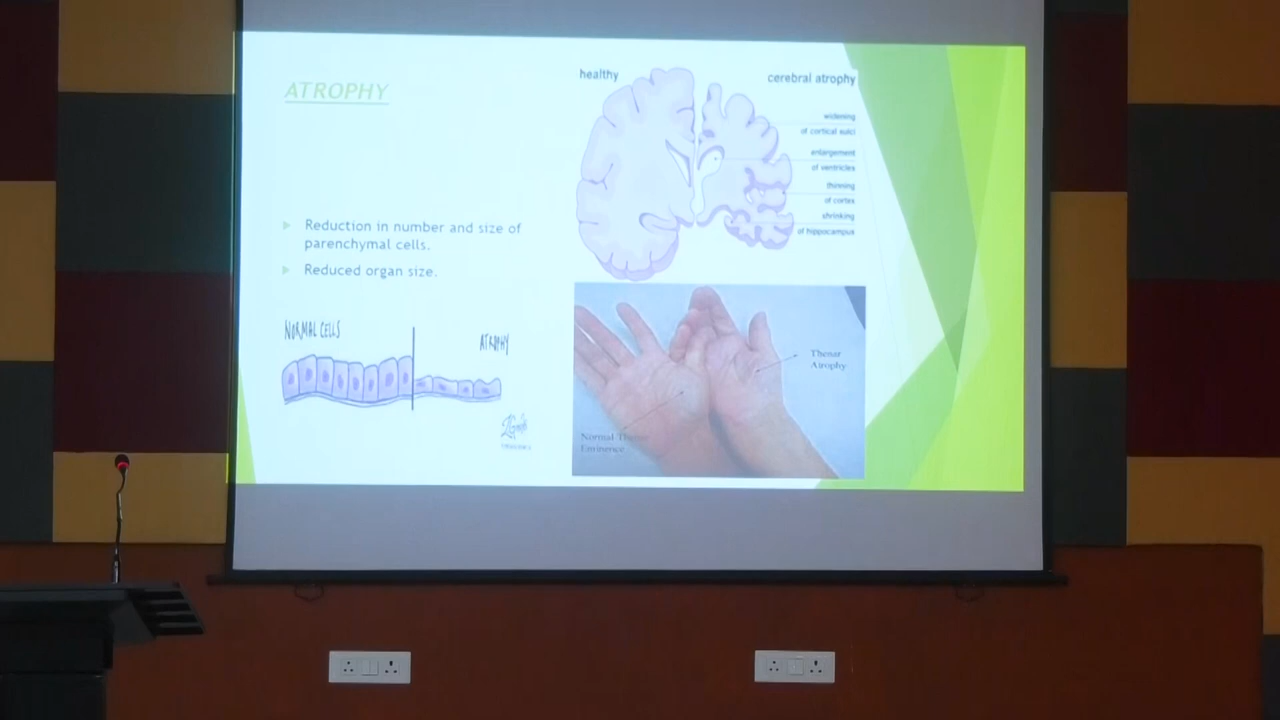 ATROPHY
Reduction in number and size of
parenchymal cells.
Reduced organ size.
NORMAL CELLS
ATROPHY
healthy
cerebral atrophy
widening
of cortical sulci
enlargement
of ventricles
thinning
of cortex
shrinking
of hippocampus
Thenar
Atrophy
Normal Thenar
Eminence